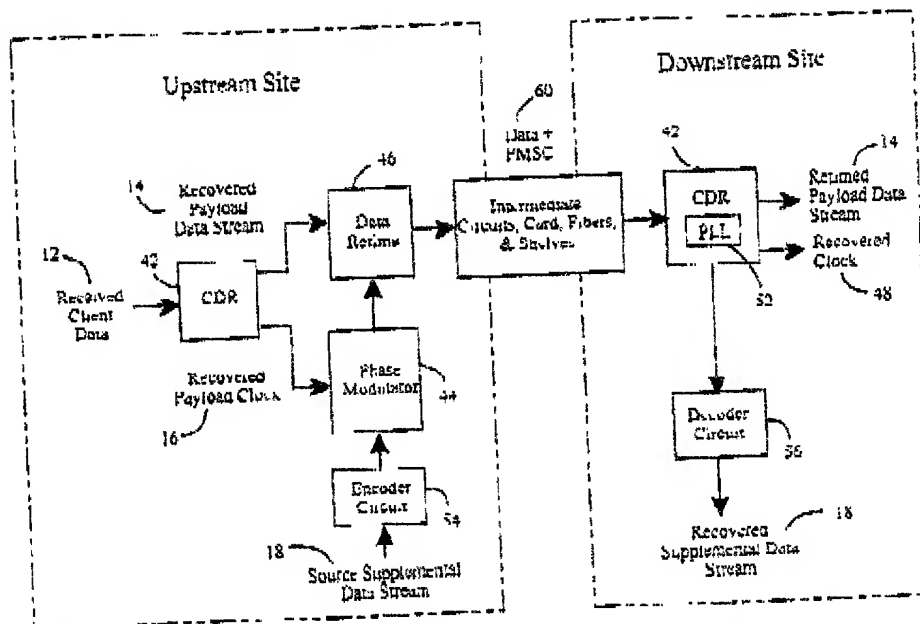 Upstream Site
Downstream Site
60
Data +
PMSC
46
42
14
14
Recovered
Payload
Data Stream
Data
Retime
Intermediate
Circuits, Card, Fibers,
& Shelves
CDR
PLL
Retimed
Payload Data
Stream
12
42
Received
Client
Data
CDR
52
Recovered
Clock
48
Recovered
Payload Clock
16
Phase
Modulator
44
Decoder
Circuit
56
Encoder
Circuit
54
18
Source Supplemental
Data Stream
18
Recovered
Supplemental Data
Stream